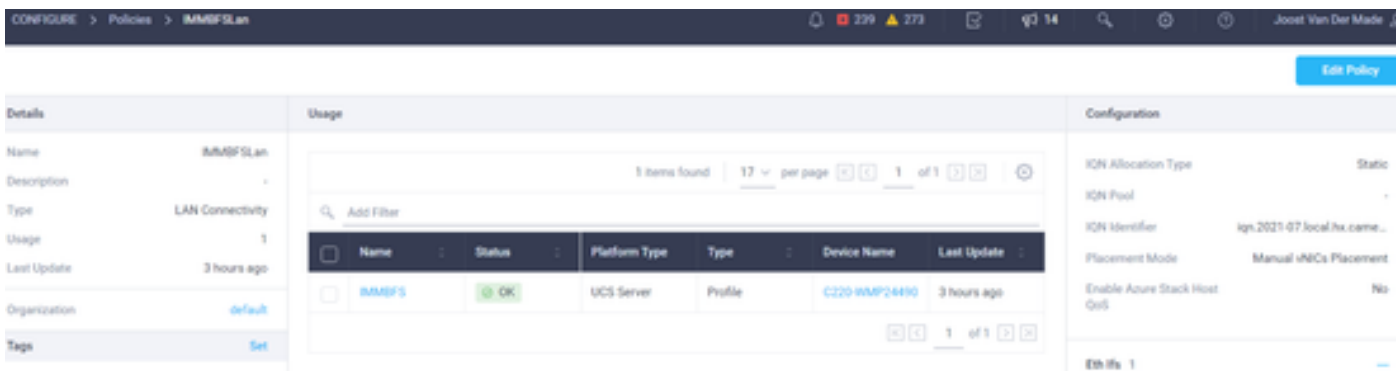 CONFIGURE > Policies > IMMBFSLan 239 273 14 Joost Van Der Made
Edit Policy
Details
Name IMMBFSLan
Description -
Type LAN Connectivity
Usage 1
Last Update 3 hours ago
Organization default
Tags Set
Usage
1 items found 17 per page 1 of 1
Add Filter
Name Status Platform Type Type Device Name Last Update
IMMBFS OK UCS Server Profile C220-WMP24490 3 hours ago
1 of 1
Configuration
IQN Allocation Type Static
IQN Pool -
IQN Identifier iqn.2021-07.local.hx.came...
Placement Mode Manual vNICs Placement
Enable Azure Stack Host QoS No
Eth Ifs 1